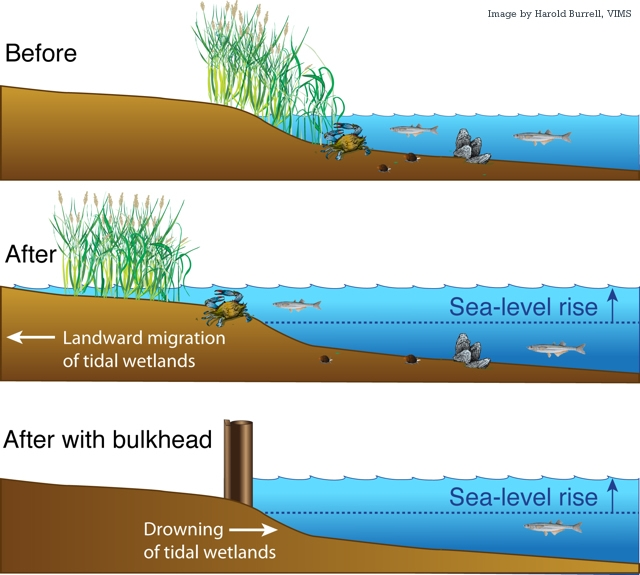 Image by Harold Burrell, VIMS
Before
After
Sea-level rise
Landward migration
of tidal wetlands
After with bulkhead
Sea-level rise
Drowning
of tidal wetlands